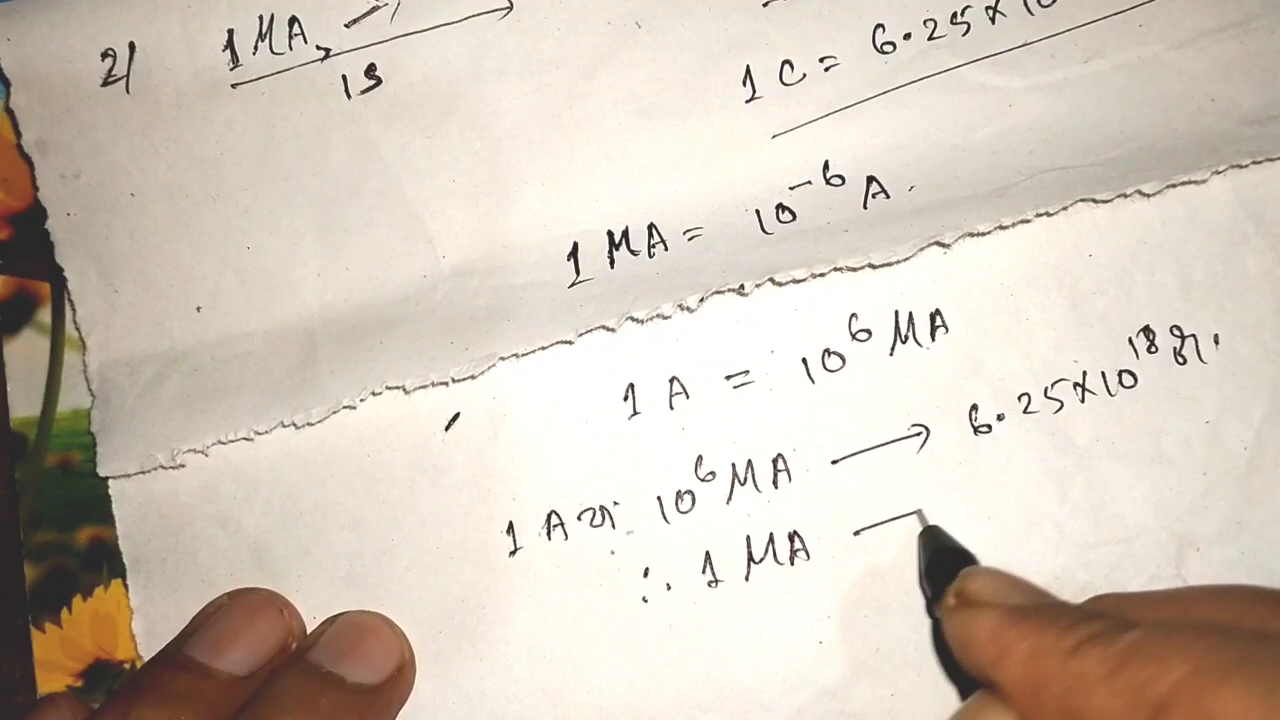 2) 1 MA
1s
1 C = 6.25 × 10
1 MA = 10⁻⁶ A.
1 A = 10⁶ MA
1 A বা 10⁶ MA → 6.25 × 10¹⁸ টি.
∴ 1 MA